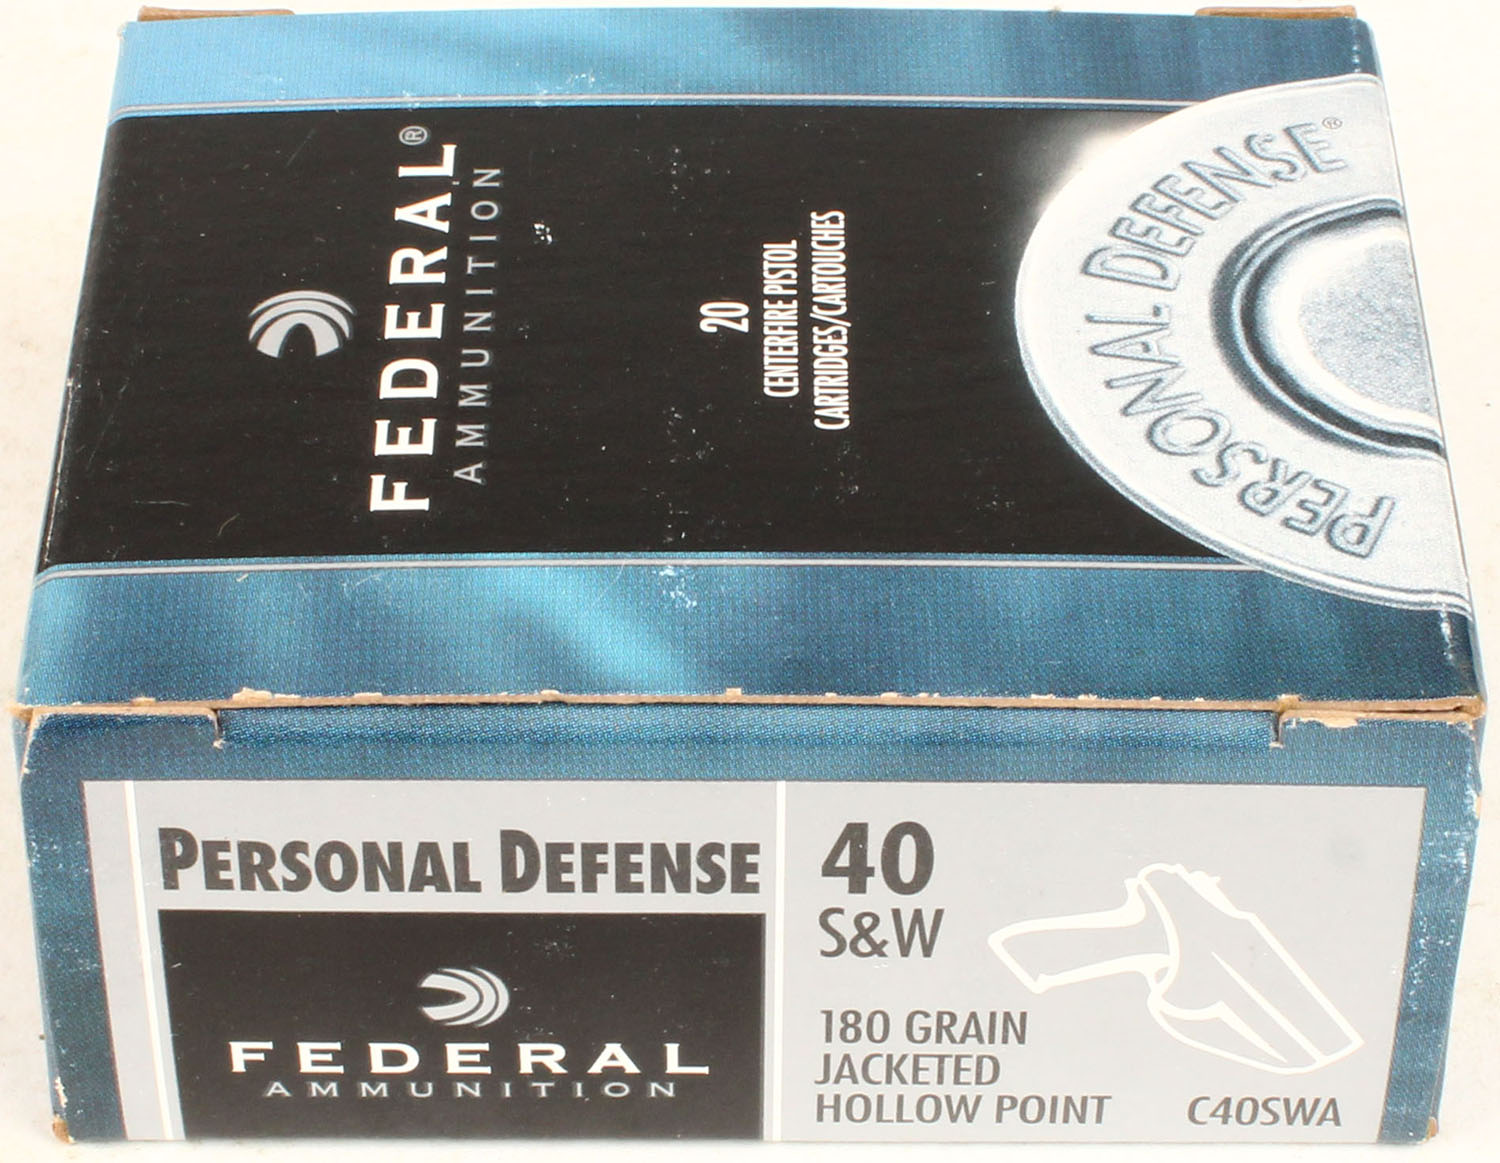 FEDERAL®
AMMUNITION
20
CENTERFIRE PISTOL
CARTRIDGES/CARTOUCHES
PERSONAL DEFENSE®
PERSONAL DEFENSE
FEDERAL
AMMUNITION
40
S&W
180 GRAIN
JACKETED
HOLLOW POINT
C40SWA